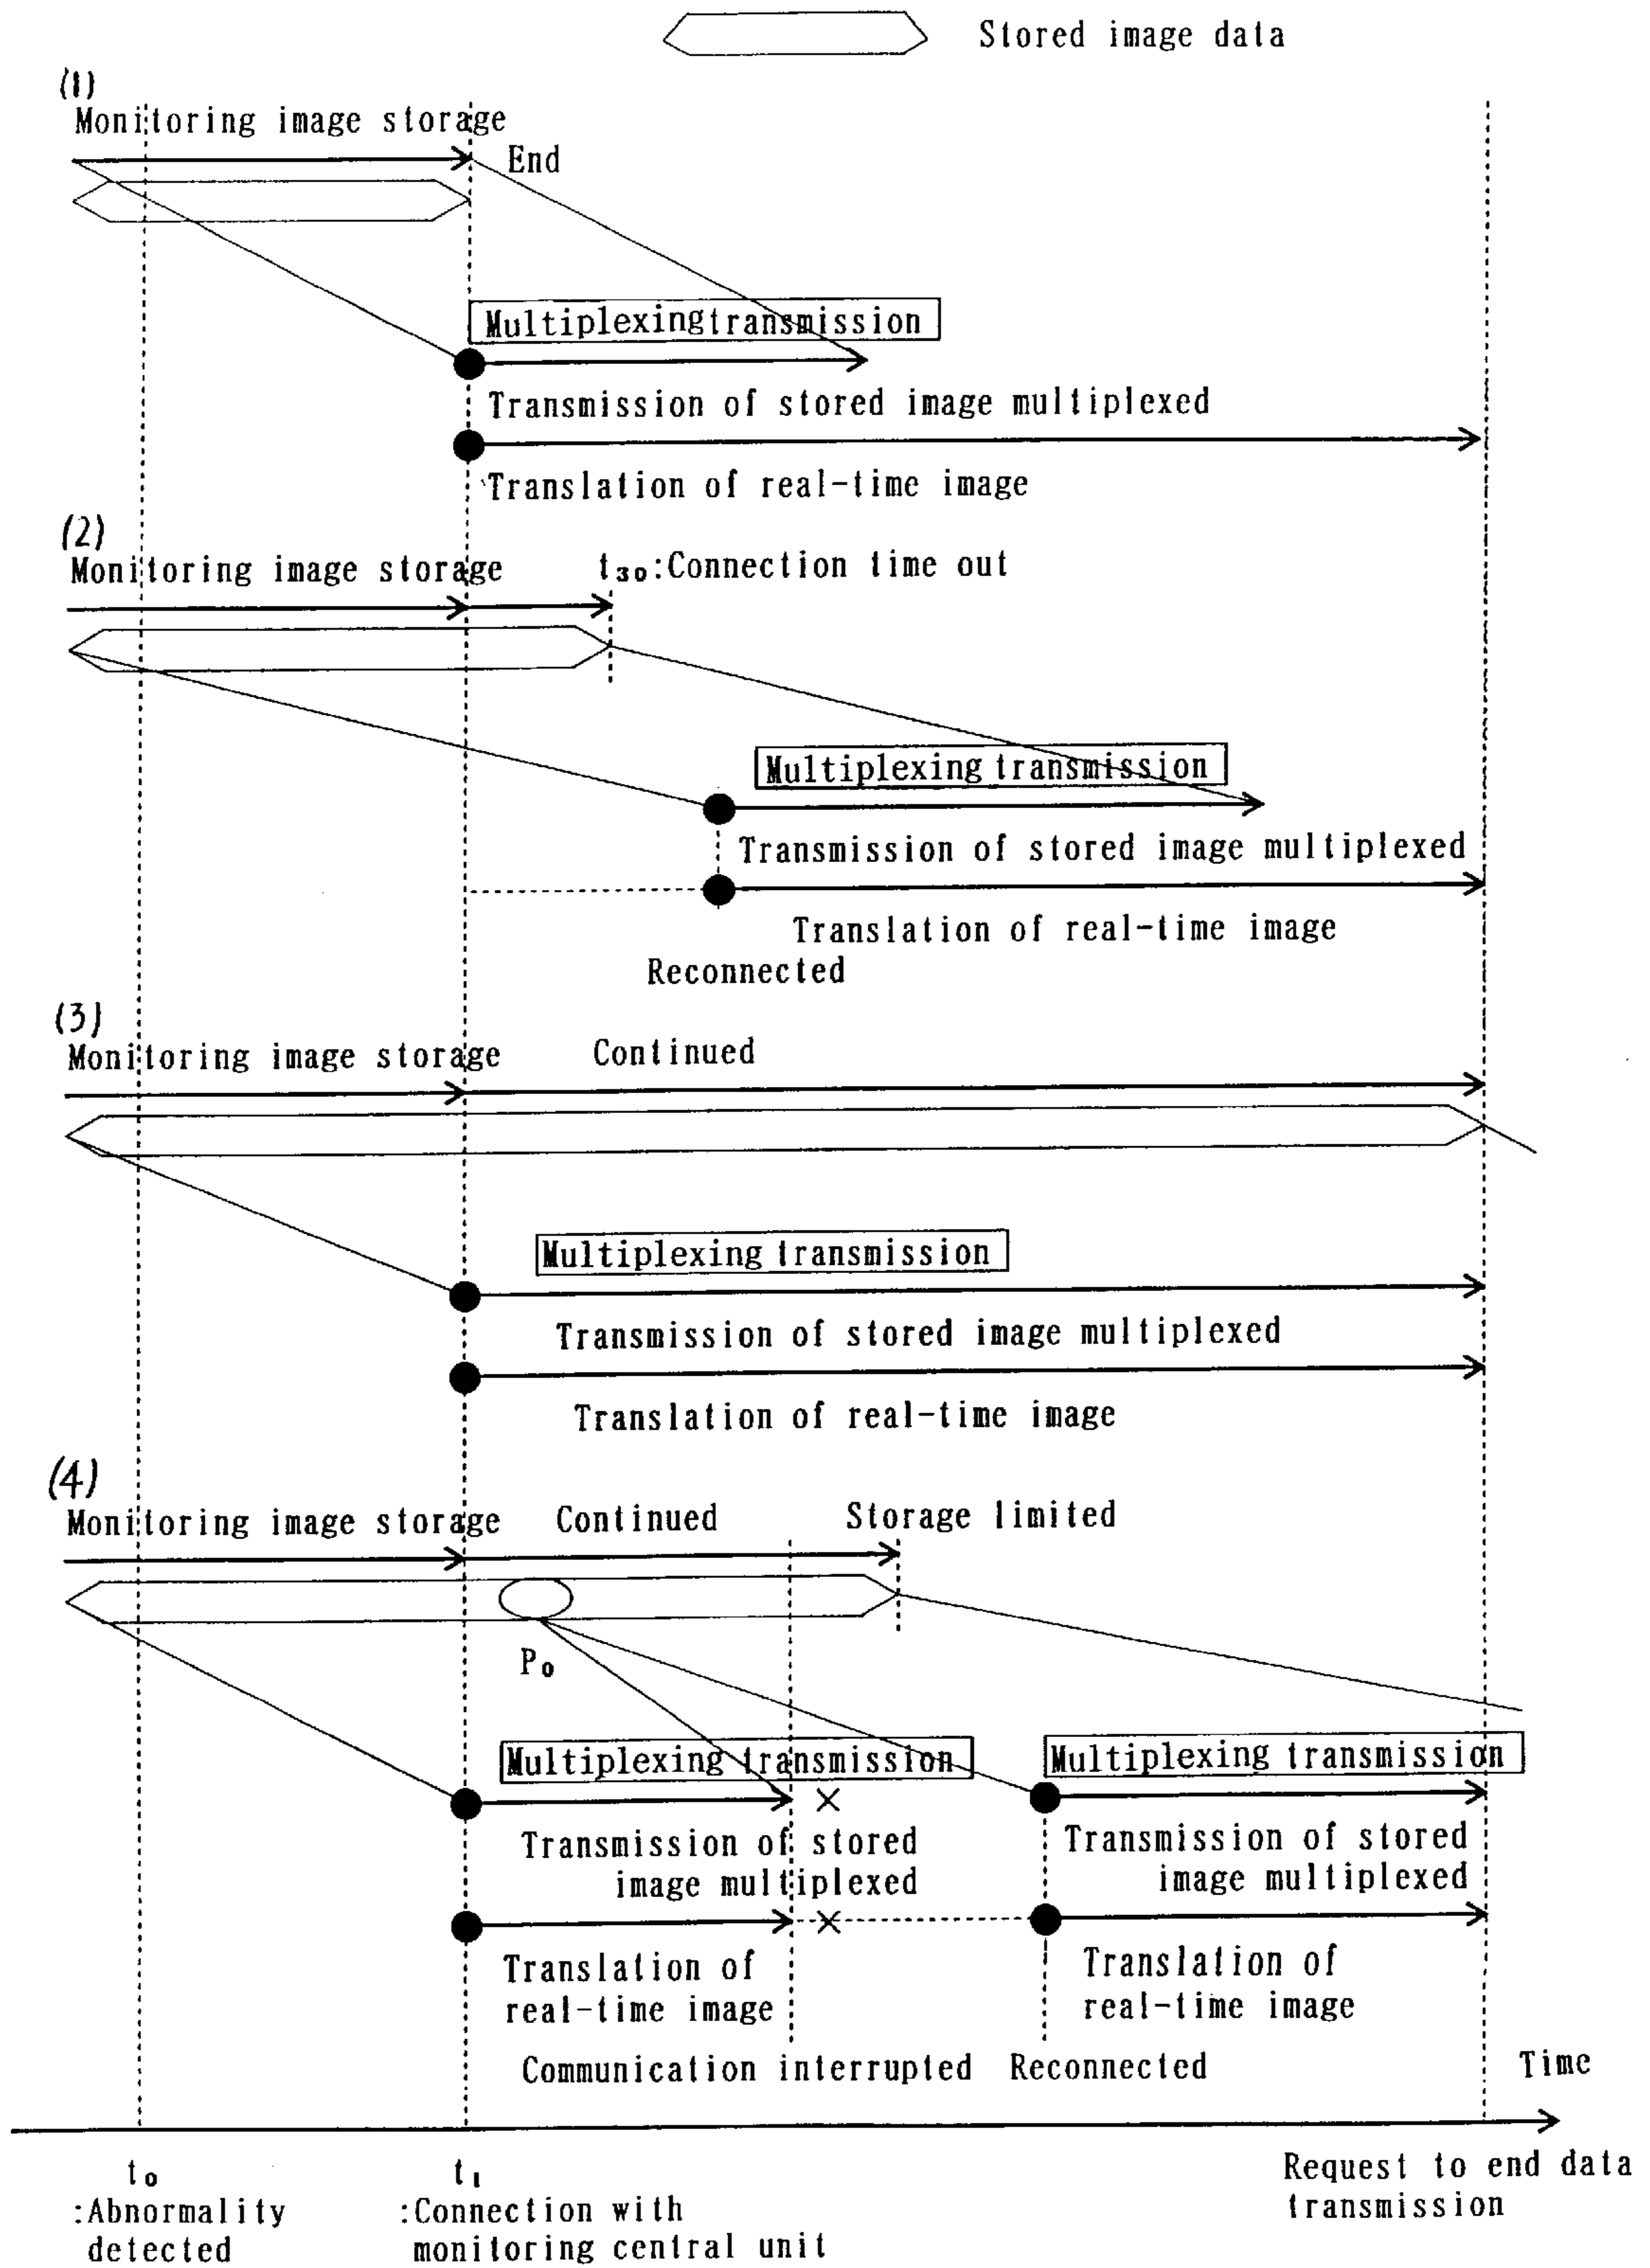 Stored image data
(1)
Monitoring image storage
End
Multiplexing transmission
Transmission of stored image multiplexed
Translation of real-time image
(2)
Monitoring image storage
t₃₀:Connection time out
Multiplexing transmission
Transmission of stored image multiplexed
Translation of real-time image
Reconnected
(3)
Monitoring image storage
Continued
Multiplexing transmission
Transmission of stored image multiplexed
Translation of real-time image
(4)
Monitoring image storage
Continued
Storage limited
P₀
Multiplexing transmission
Multiplexing transmission
Transmission of stored
image multiplexed
Transmission of stored
image multiplexed
Translation of
real-time image
Translation of
real-time image
Communication interrupted
Reconnected
Time
t₀
:Abnormality
detected
t₁
:Connection with
monitoring central unit
Request to end data
transmission